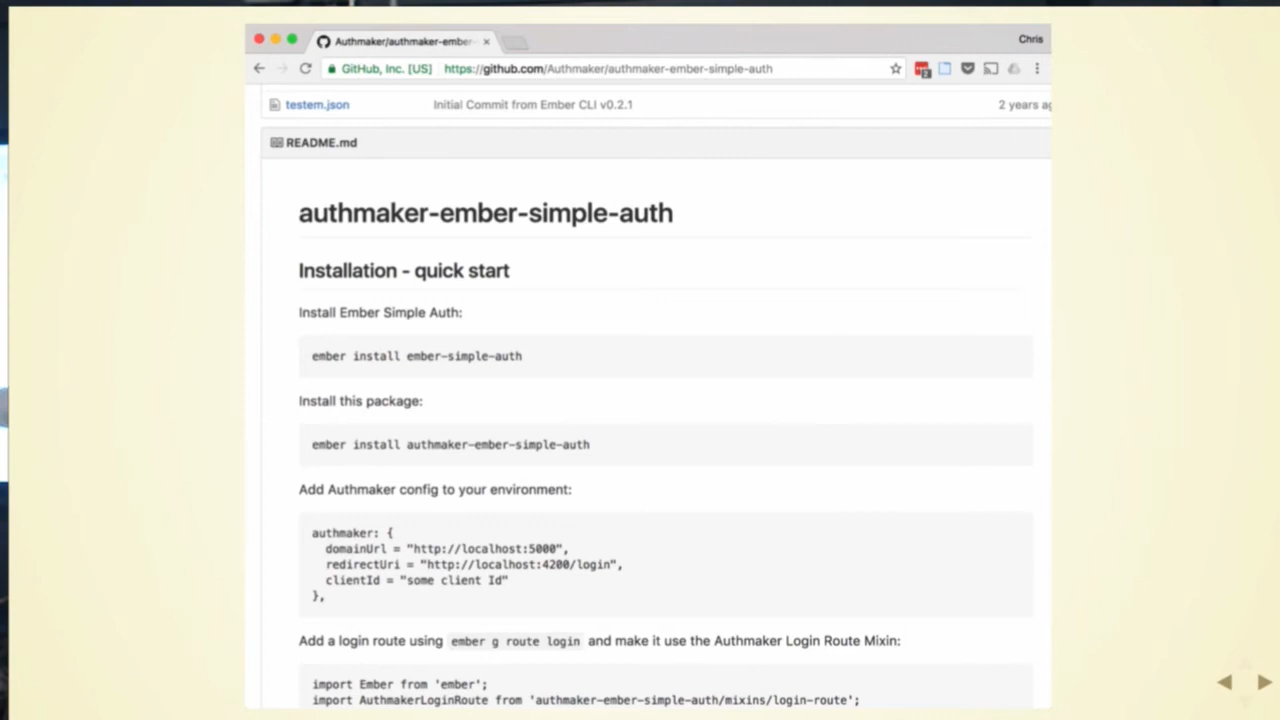 Authmaker/authmaker-ember-
Chris
GitHub, Inc. [US] https://github.com/Authmaker/authmaker-ember-simple-auth
testem.json Initial Commit from Ember CLI v0.2.1 2 years ag
README.md
authmaker-ember-simple-auth
Installation - quick start
Install Ember Simple Auth:
ember install ember-simple-auth
Install this package:
ember install authmaker-ember-simple-auth
Add Authmaker config to your environment:
authmaker: {
domainUrl = "http://localhost:5000",
redirectUri = "http://localhost:4200/login",
clientId = "some client Id"
},
Add a login route using ember g route login and make it use the Authmaker Login Route Mixin:
import Ember from 'ember';
import AuthmakerLoginRoute from 'authmaker-ember-simple-auth/mixins/login-route';